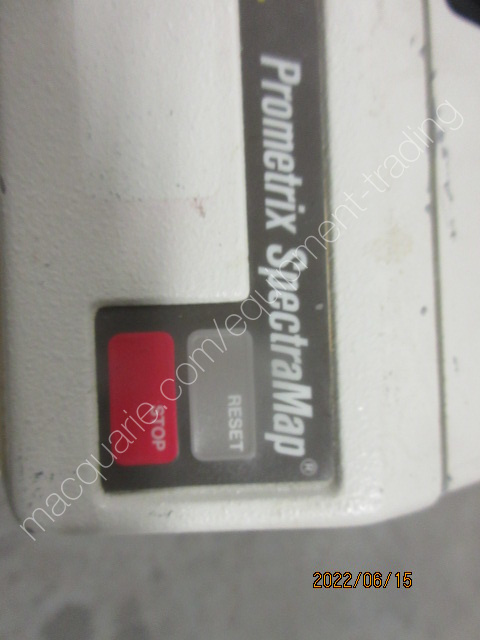 Prometrix SpectraMap®
RESET
STOP
macquarie.com/equipment-trading
2022/06/15